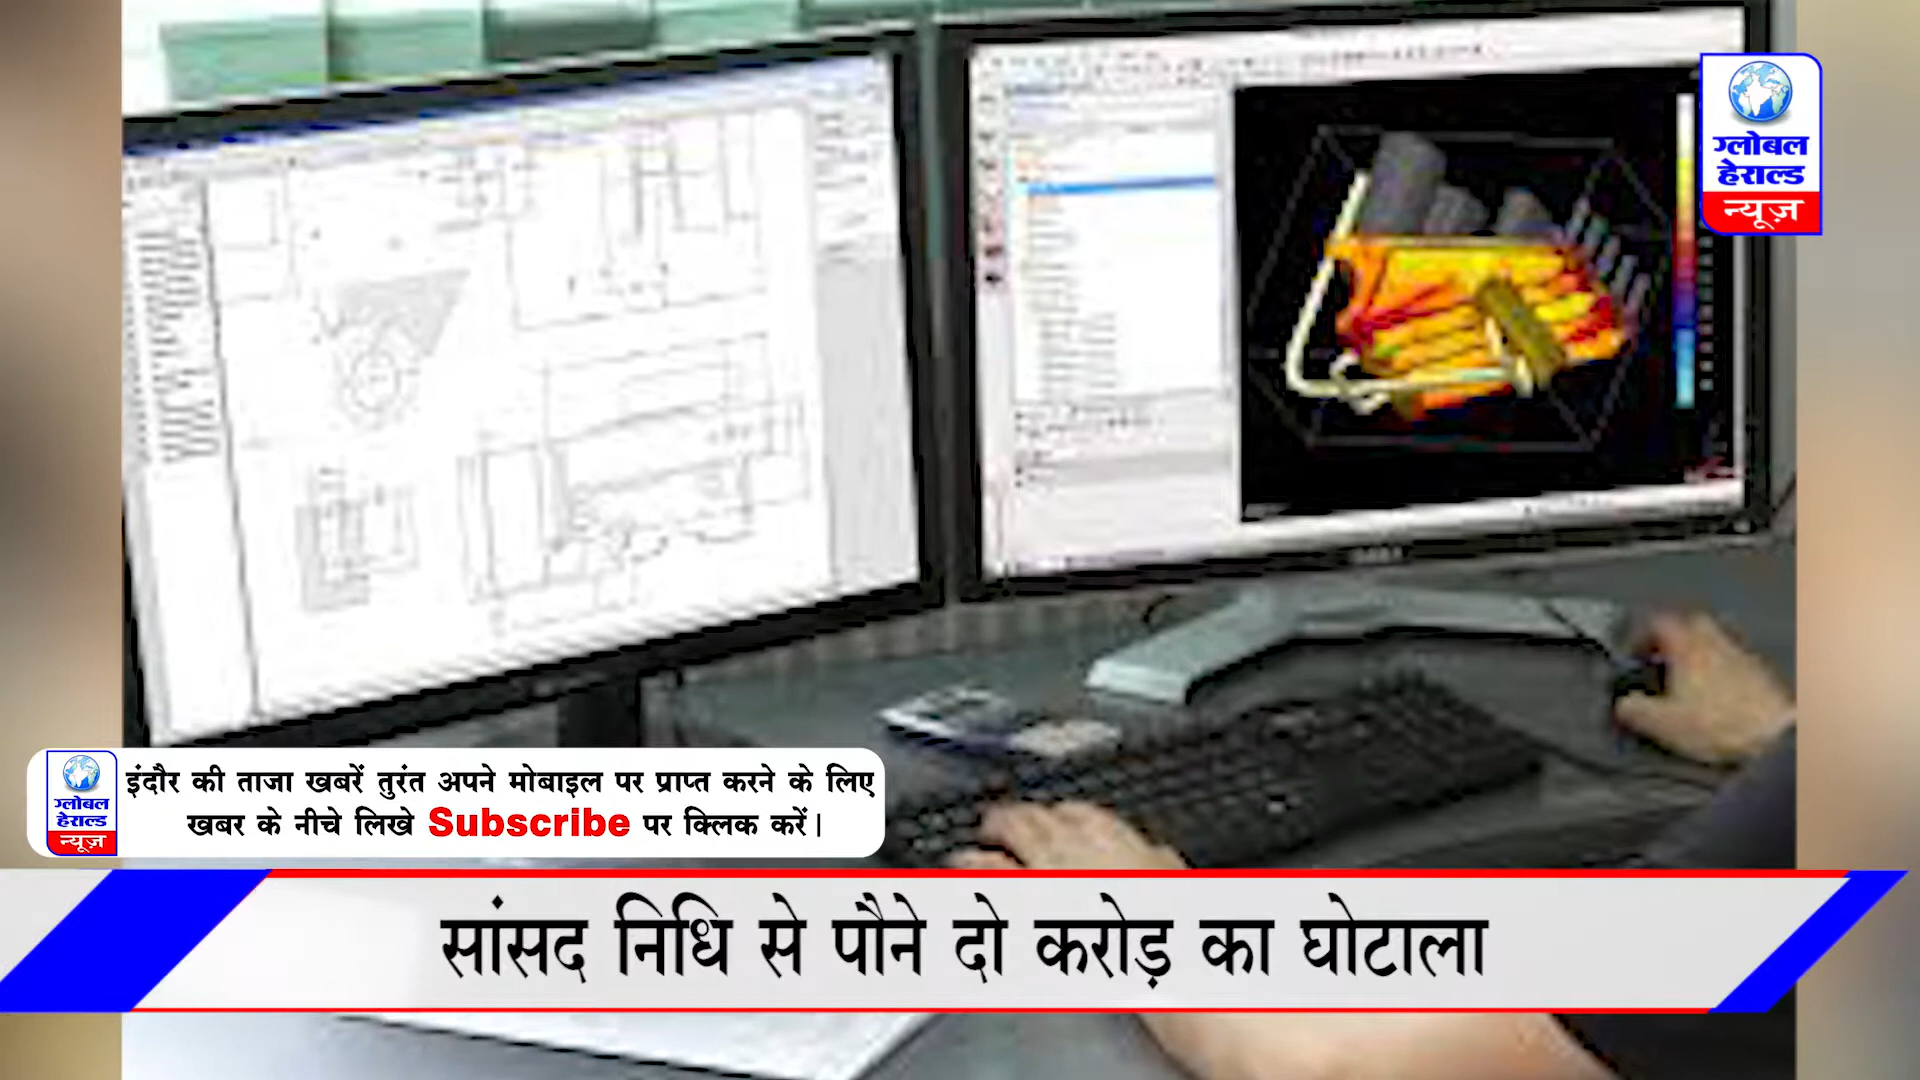 ग्लोबल
हेराल्ड
न्यूज़
ग्लोबल
हेराल्ड
न्यूज़
इंदौर की ताजा खबरें तुरंत अपने मोबाइल पर प्राप्त करने के लिए
खबर के नीचे लिखे Subscribe पर क्लिक करें।
सांसद निधि से पौने दो करोड़ का घोटाला